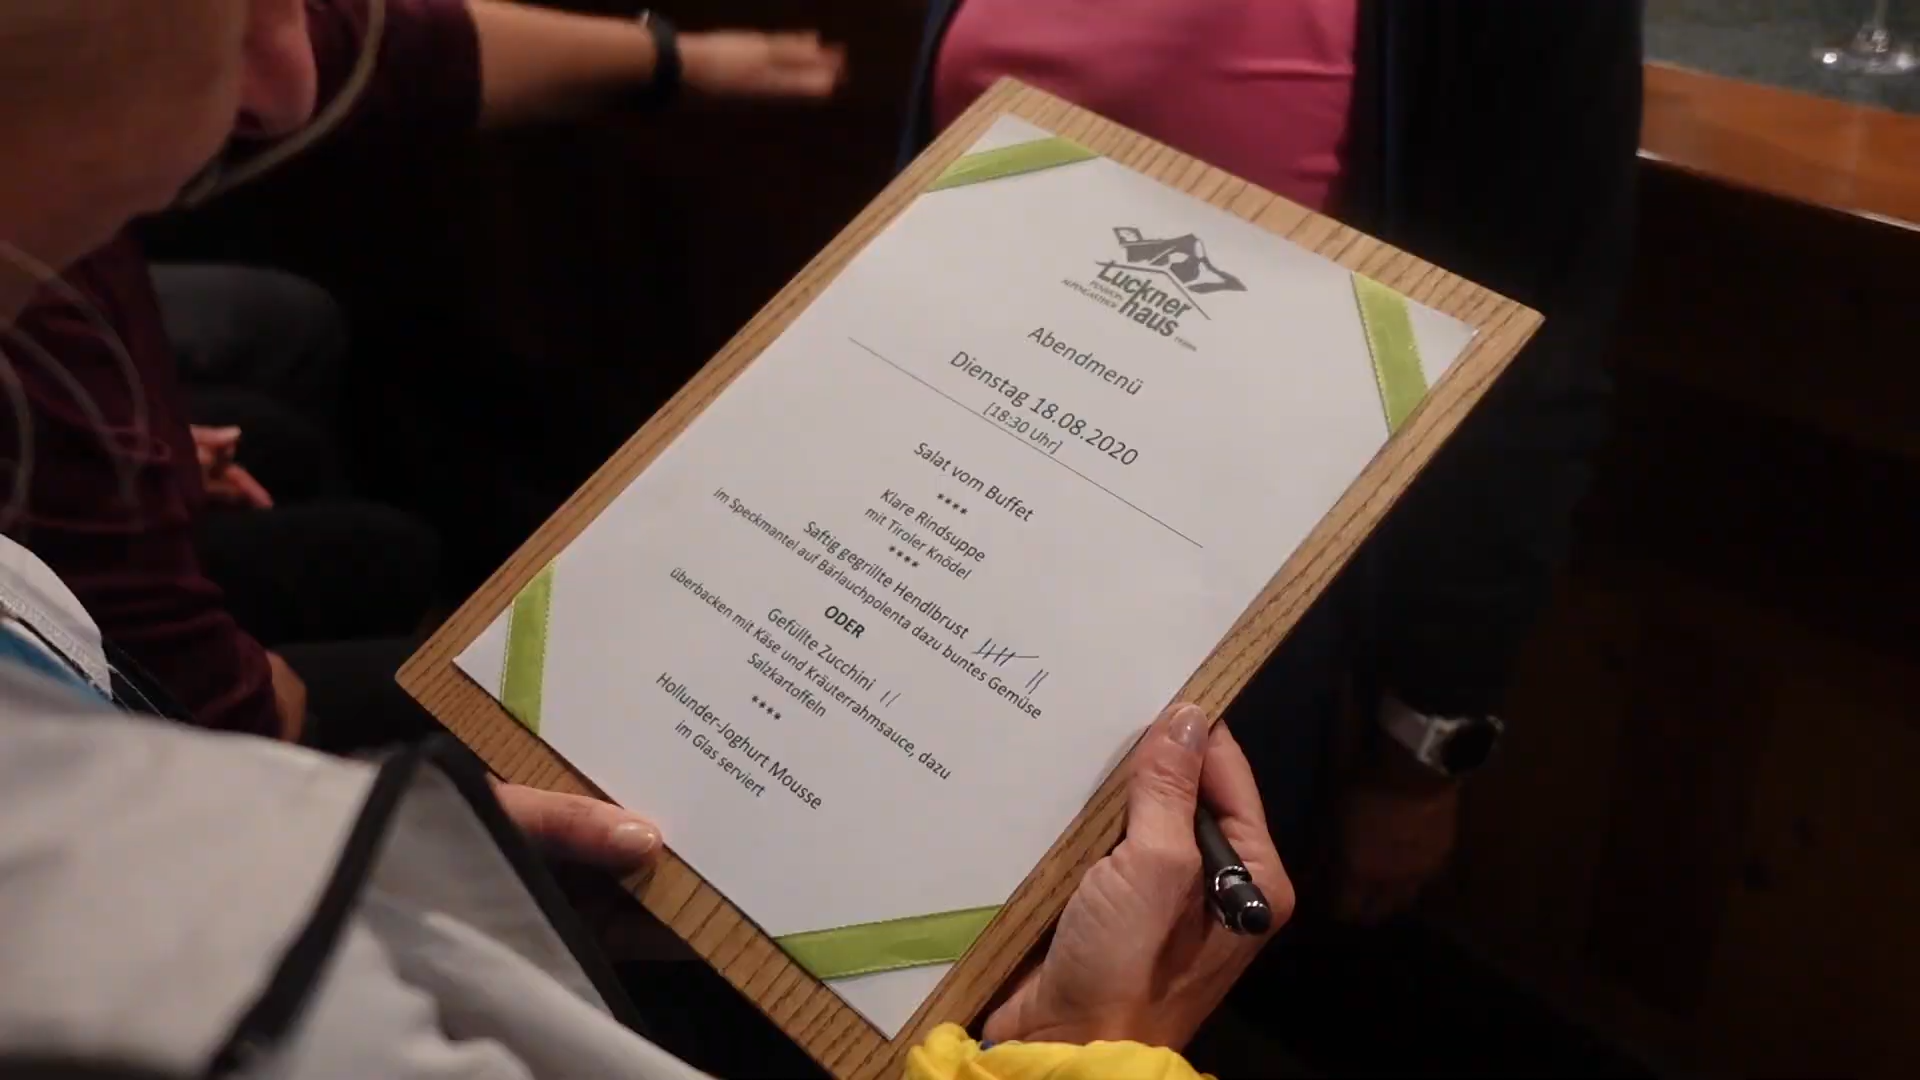 Luckner
haus
PENSION
ALPENGASTHOF
Abendmenü
Dienstag 18.08.2020
[18:30 Uhr]
Salat vom Buffet
****
Klare Rindsuppe
mit Tiroler Knödel
****
Saftig gegrillte Hendlbrust
im Speckmantel auf Bärlauchpolenta dazu buntes Gemüse
ODER
Gefüllte Zucchini
überbacken mit Käse und Kräuterrahmsauce, dazu
Salzkartoffeln
****
Hollunder-Joghurt Mousse
im Glas serviert